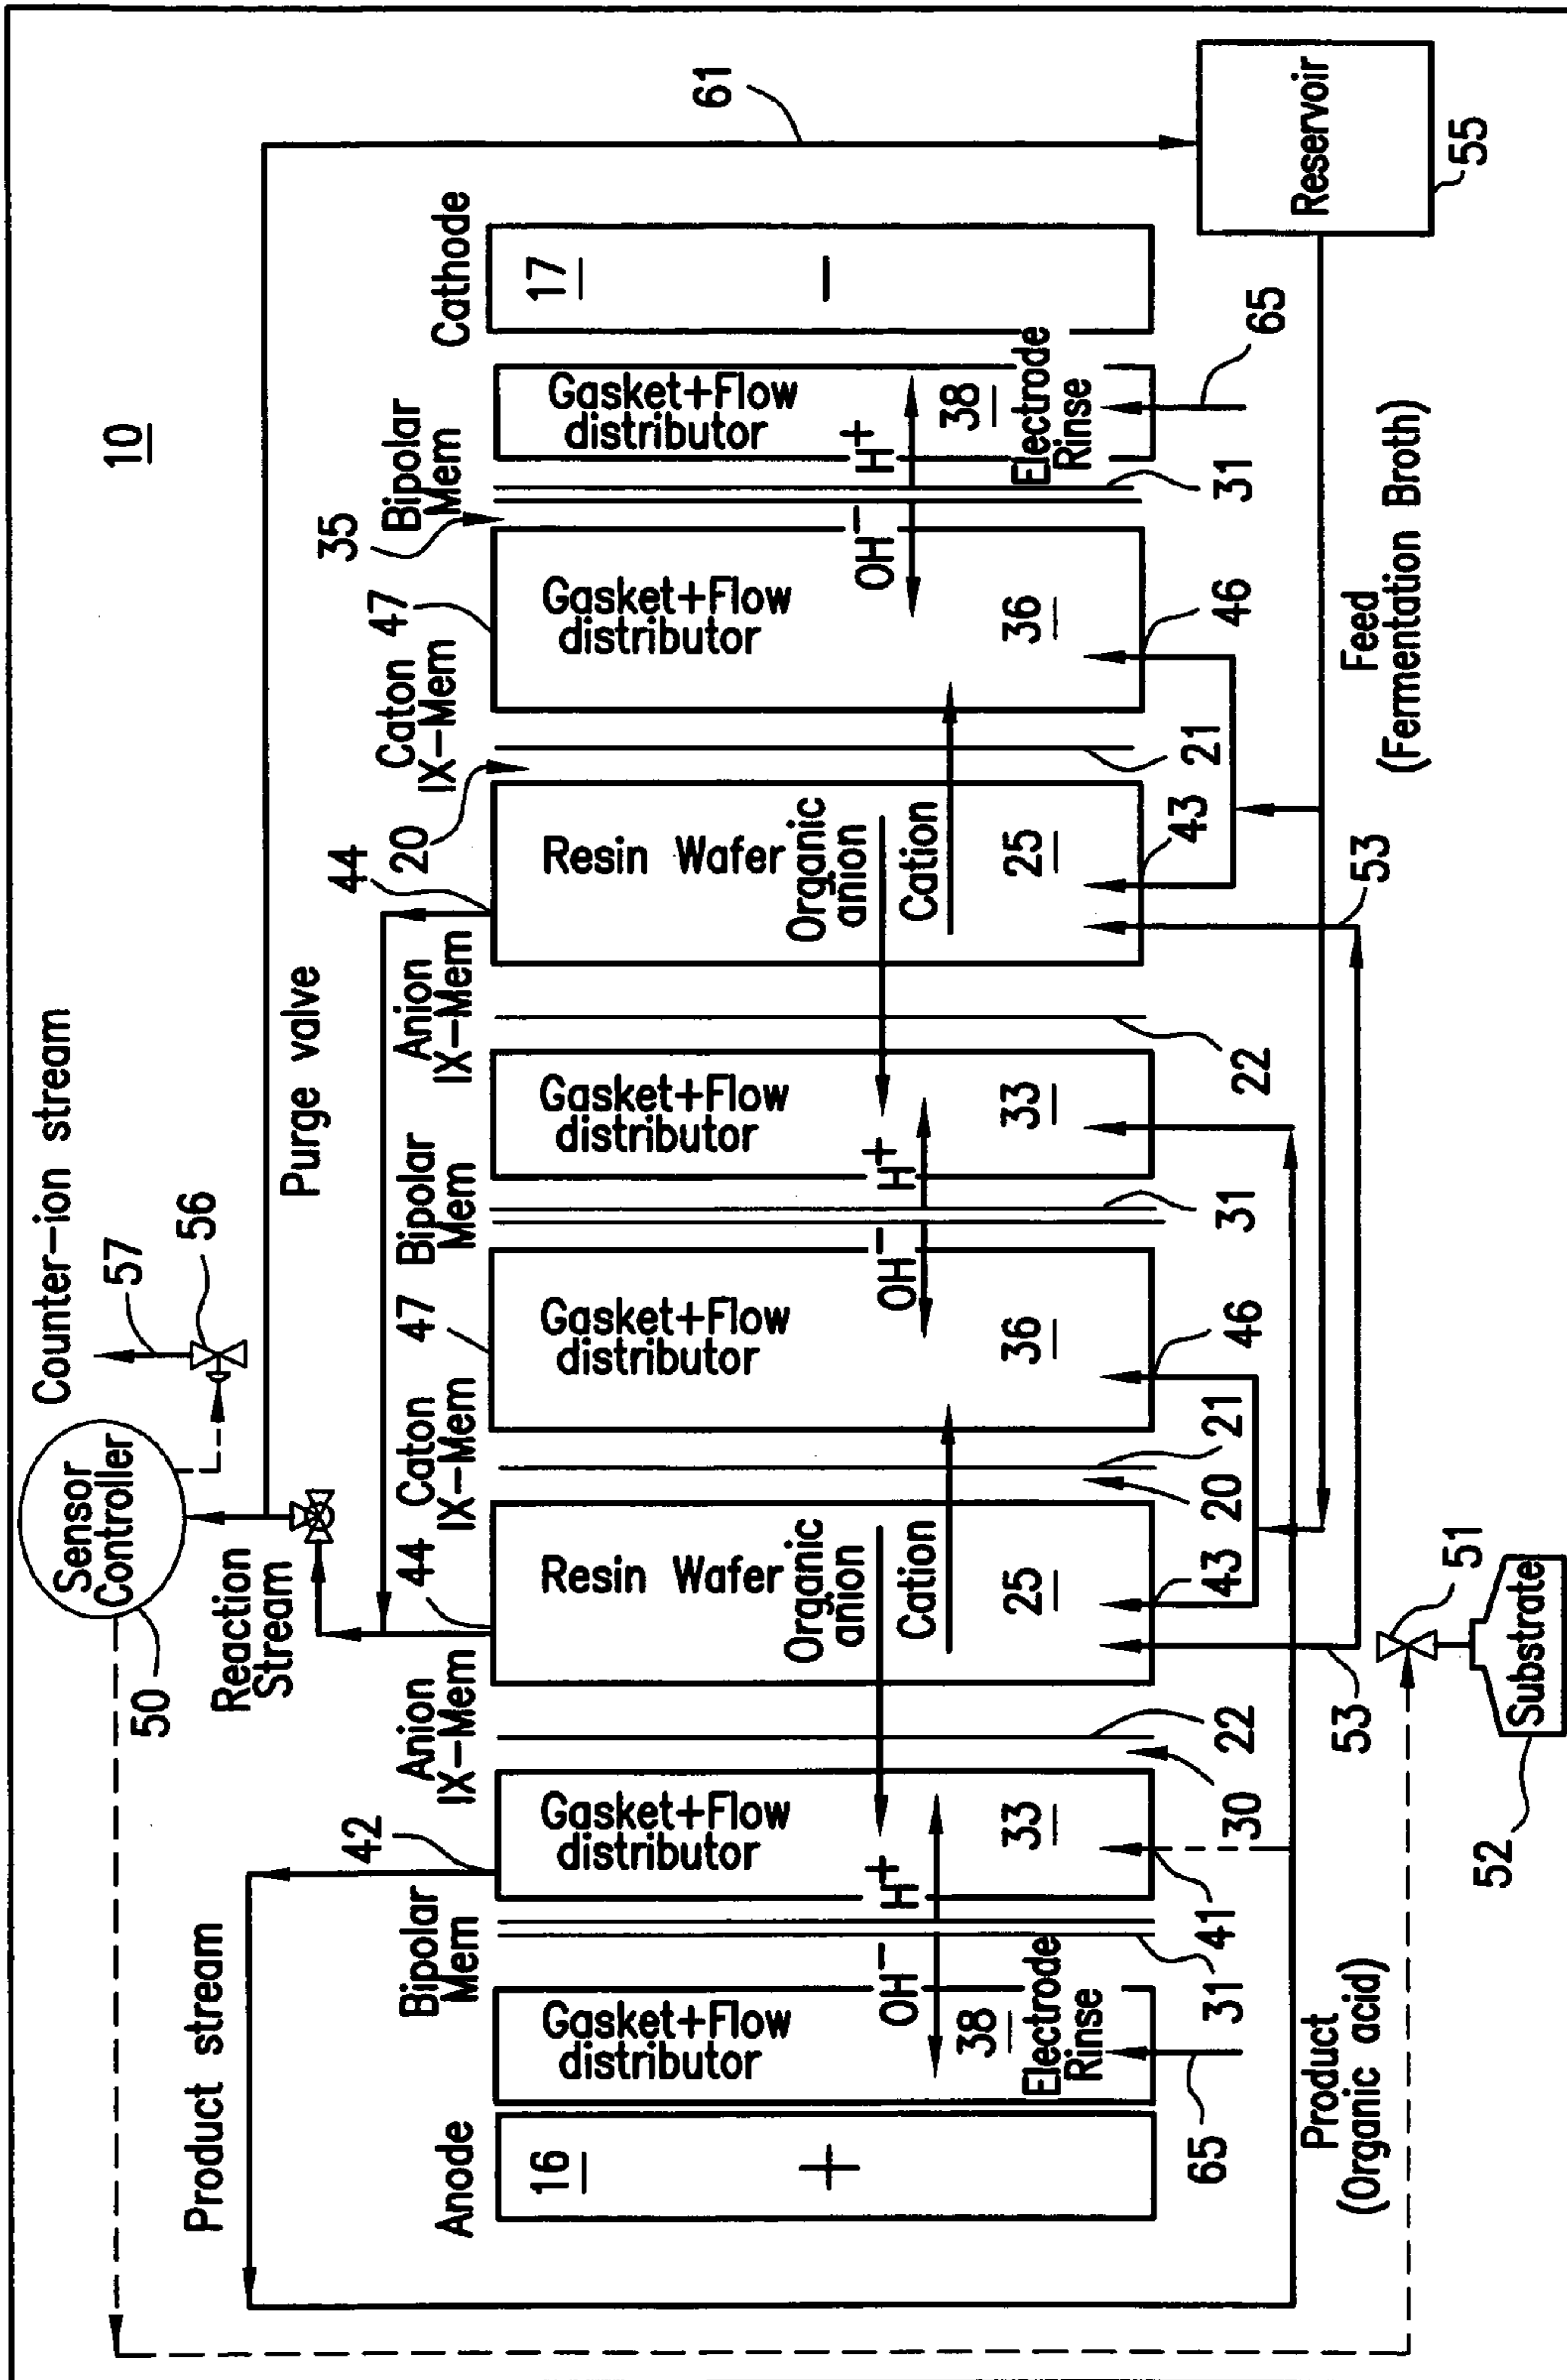 10
Counter-ion stream
57
56
Sensor
Controller
50
Purge valve
61
Reaction
Stream
Product stream
42
44
47
44
20
47
35
Anode
Bipolar
Mem
Anion
IX-Mem
Caton
IX-Mem
Bipolar
Mem
Anion
IX-Mem
Caton
IX-Mem
Bipolar
Mem
Cathode
16
+
Gasket+Flow
distributor
OH-
38
Electrode
Rinse
Gasket+Flow
distributor
H+
33
Resin Wafer
Organic
anion
Cation
25
Gasket+Flow
distributor
OH-
36
Gasket+Flow
distributor
H+
33
Resin Wafer
Organic
anion
Cation
25
Gasket+Flow
distributor
OH-
36
Gasket+Flow
distributor
H+
38
Electrode
Rinse
17
−
65
31
41
30
22
43
20
21
46
31
22
43
21
46
31
65
Product
(Organic acid)
53
51
Substrate
52
53
Feed
(Fermentation Broth)
Reservoir
55